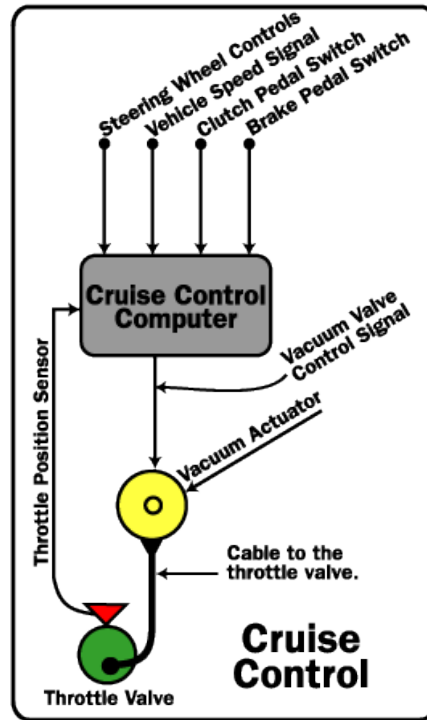 Steering Wheel Controls
Vehicle Speed Signal
Clutch Pedal Switch
Brake Pedal Switch
Cruise Control
Computer
Vacuum Valve
Control Signal
Throttle Position Sensor
Vacuum Actuator
Cable to the
throttle valve.
Throttle Valve
Cruise
Control